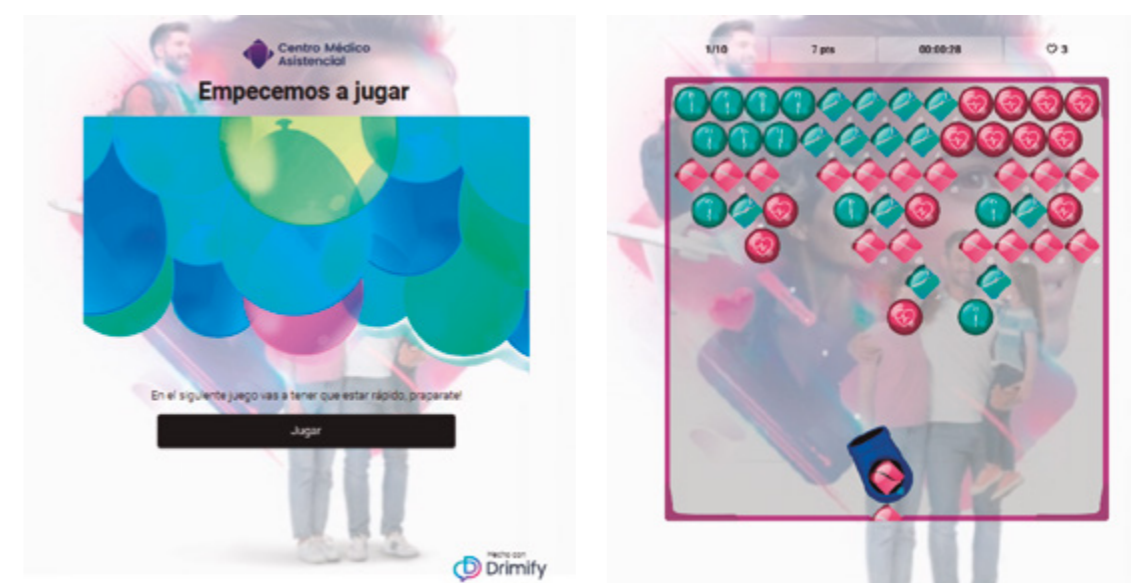 Centro Médico
Asistencial
Empecemos a jugar
En el siguiente juego vas a tener que estar rápido, praparate!
Jugar
Hecho con
Drimify
1/10
7 pts
00:00:28
3